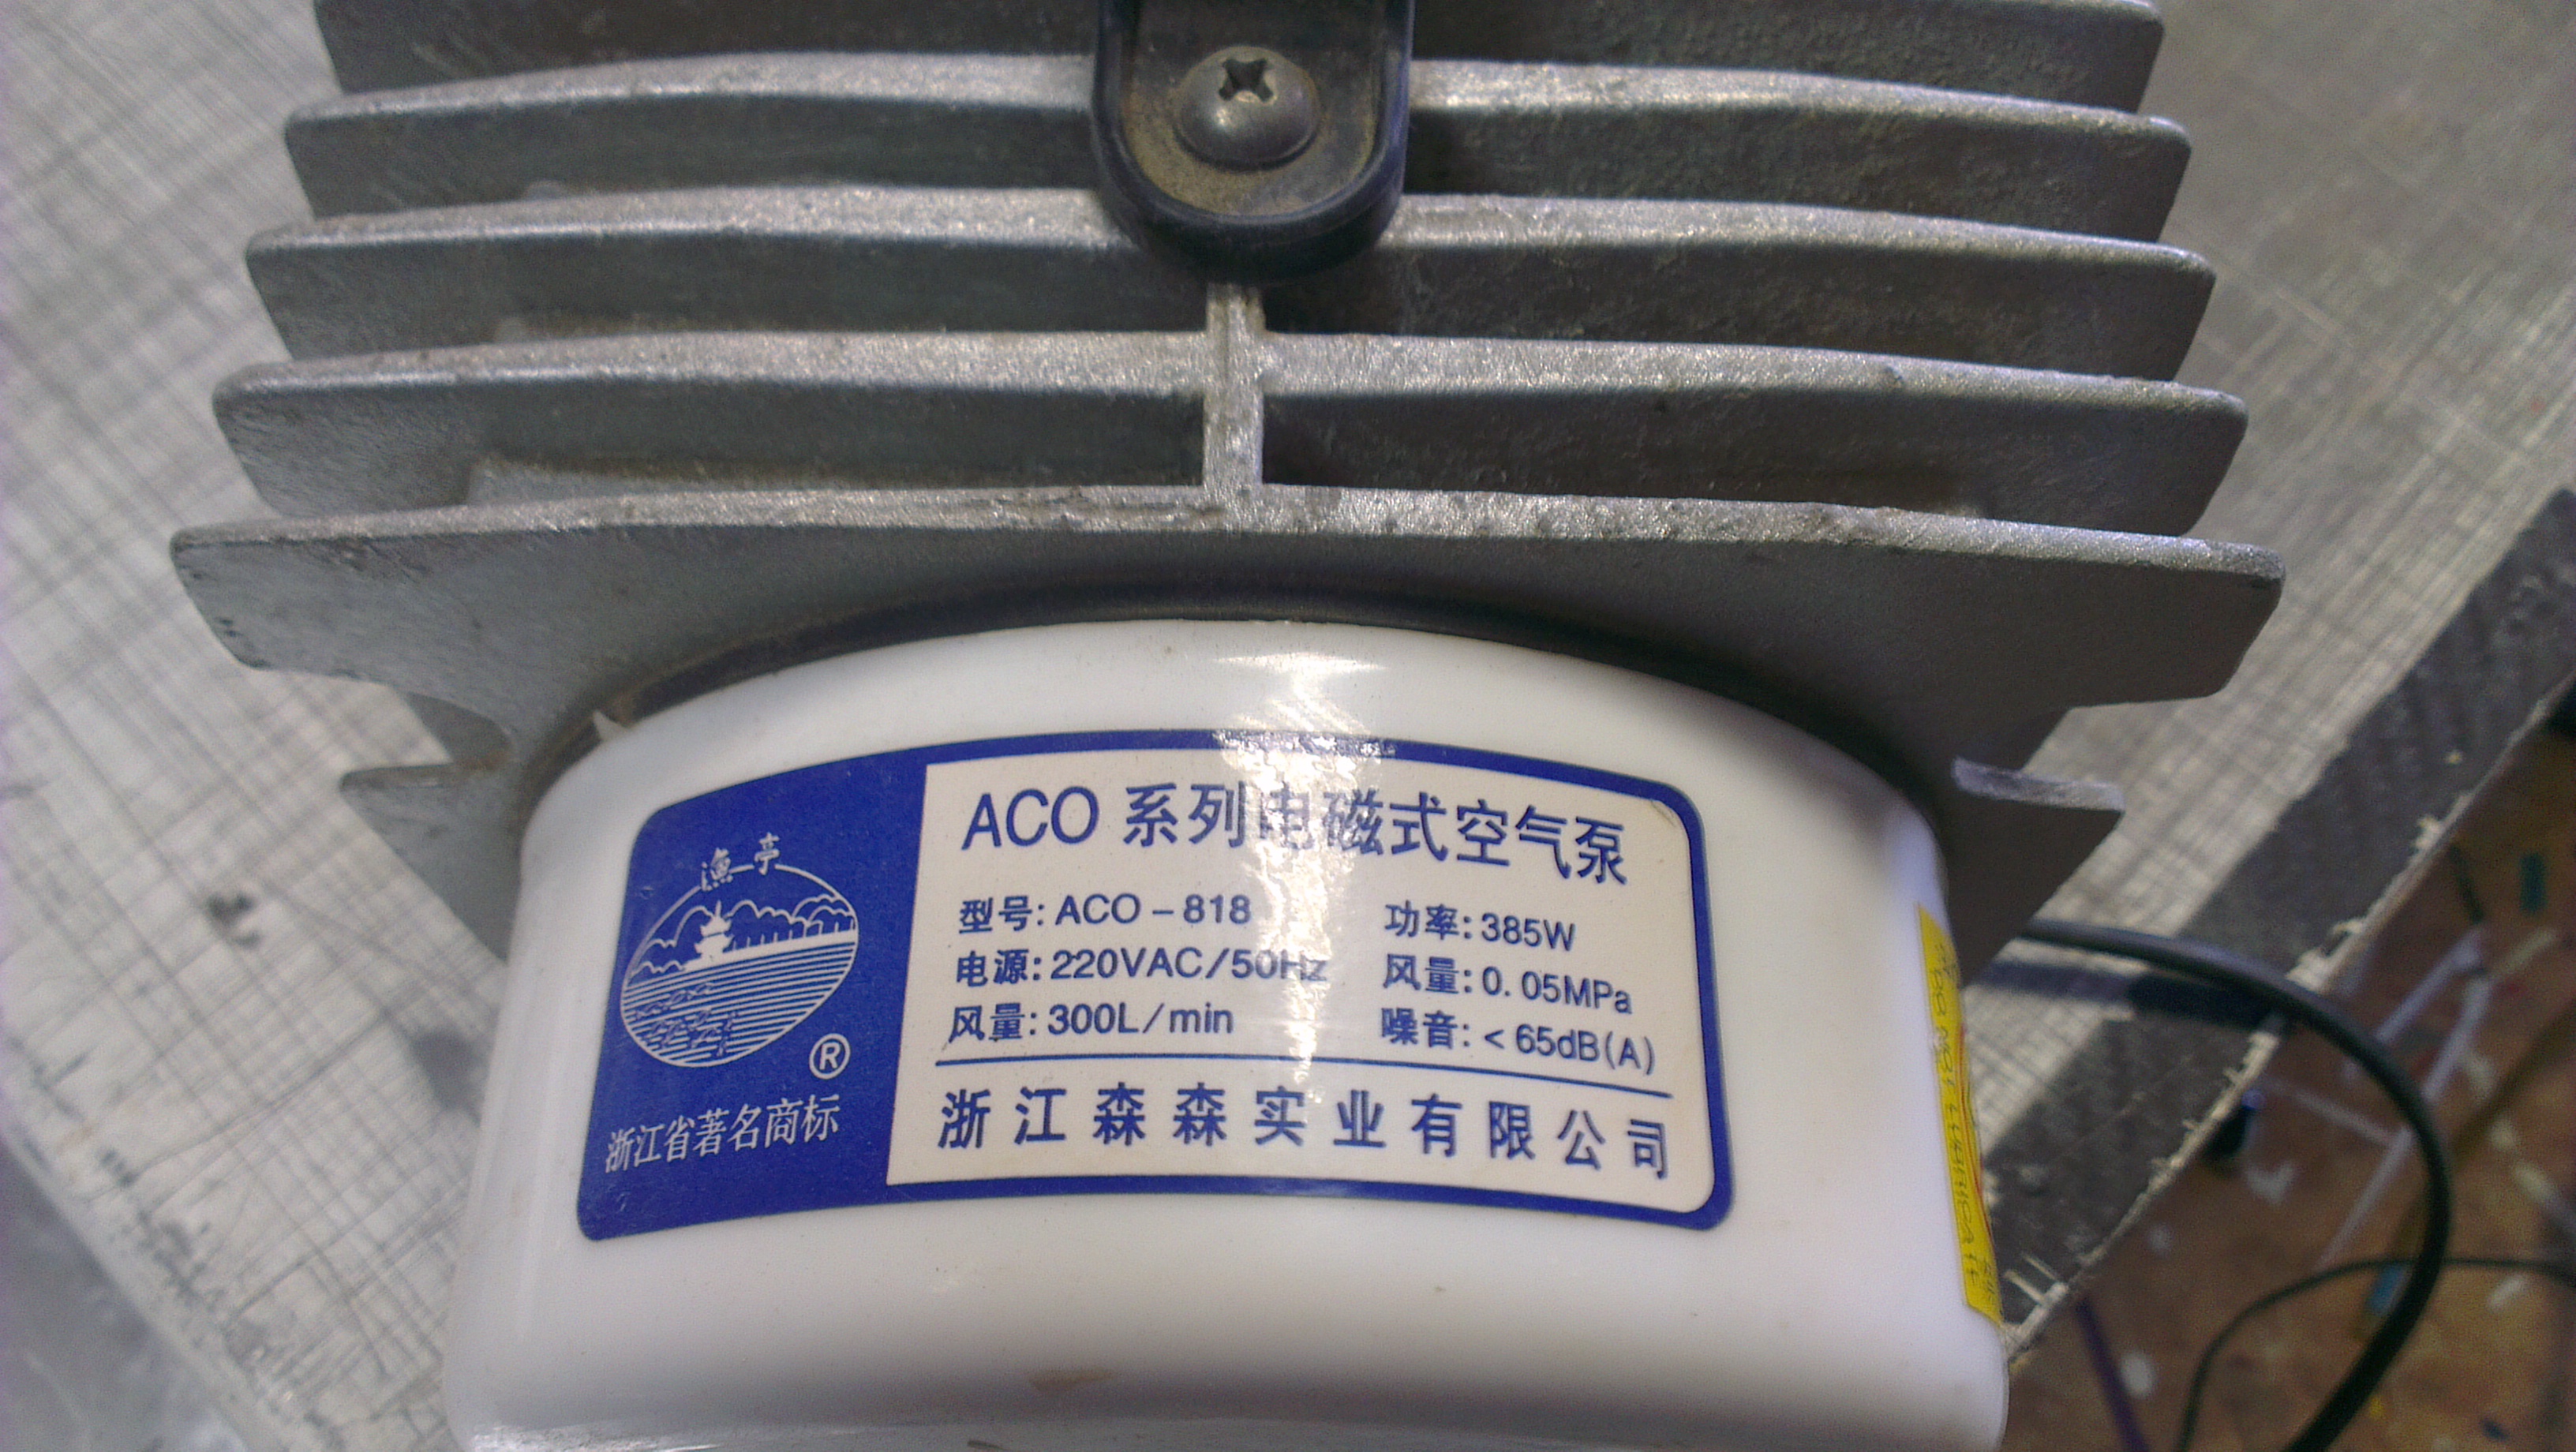 渔亭
®
浙江省著名商标
ACO 系列电磁式空气泵
型号: ACO-818 功率: 385W
电源: 220VAC/50Hz 风量: 0.05MPa
风量: 300L/min 噪音: <65dB(A)
浙江森森实业有限公司